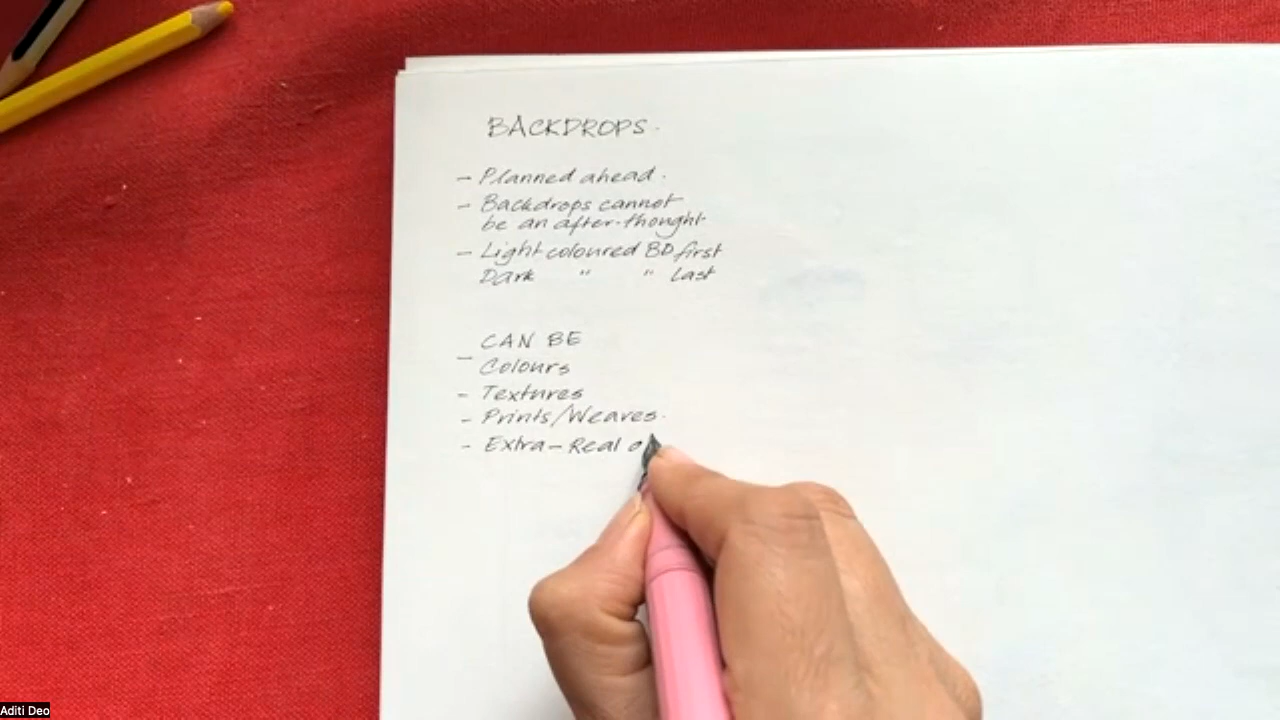 BACKDROPS.
- Planned ahead.
- Backdrops cannot
be an after-thought
- Light coloured BD first
Dark " " Last
CAN BE
- Colours
- Textures
- Prints/Weaves.
- Extra-Real o
Aditi Deo